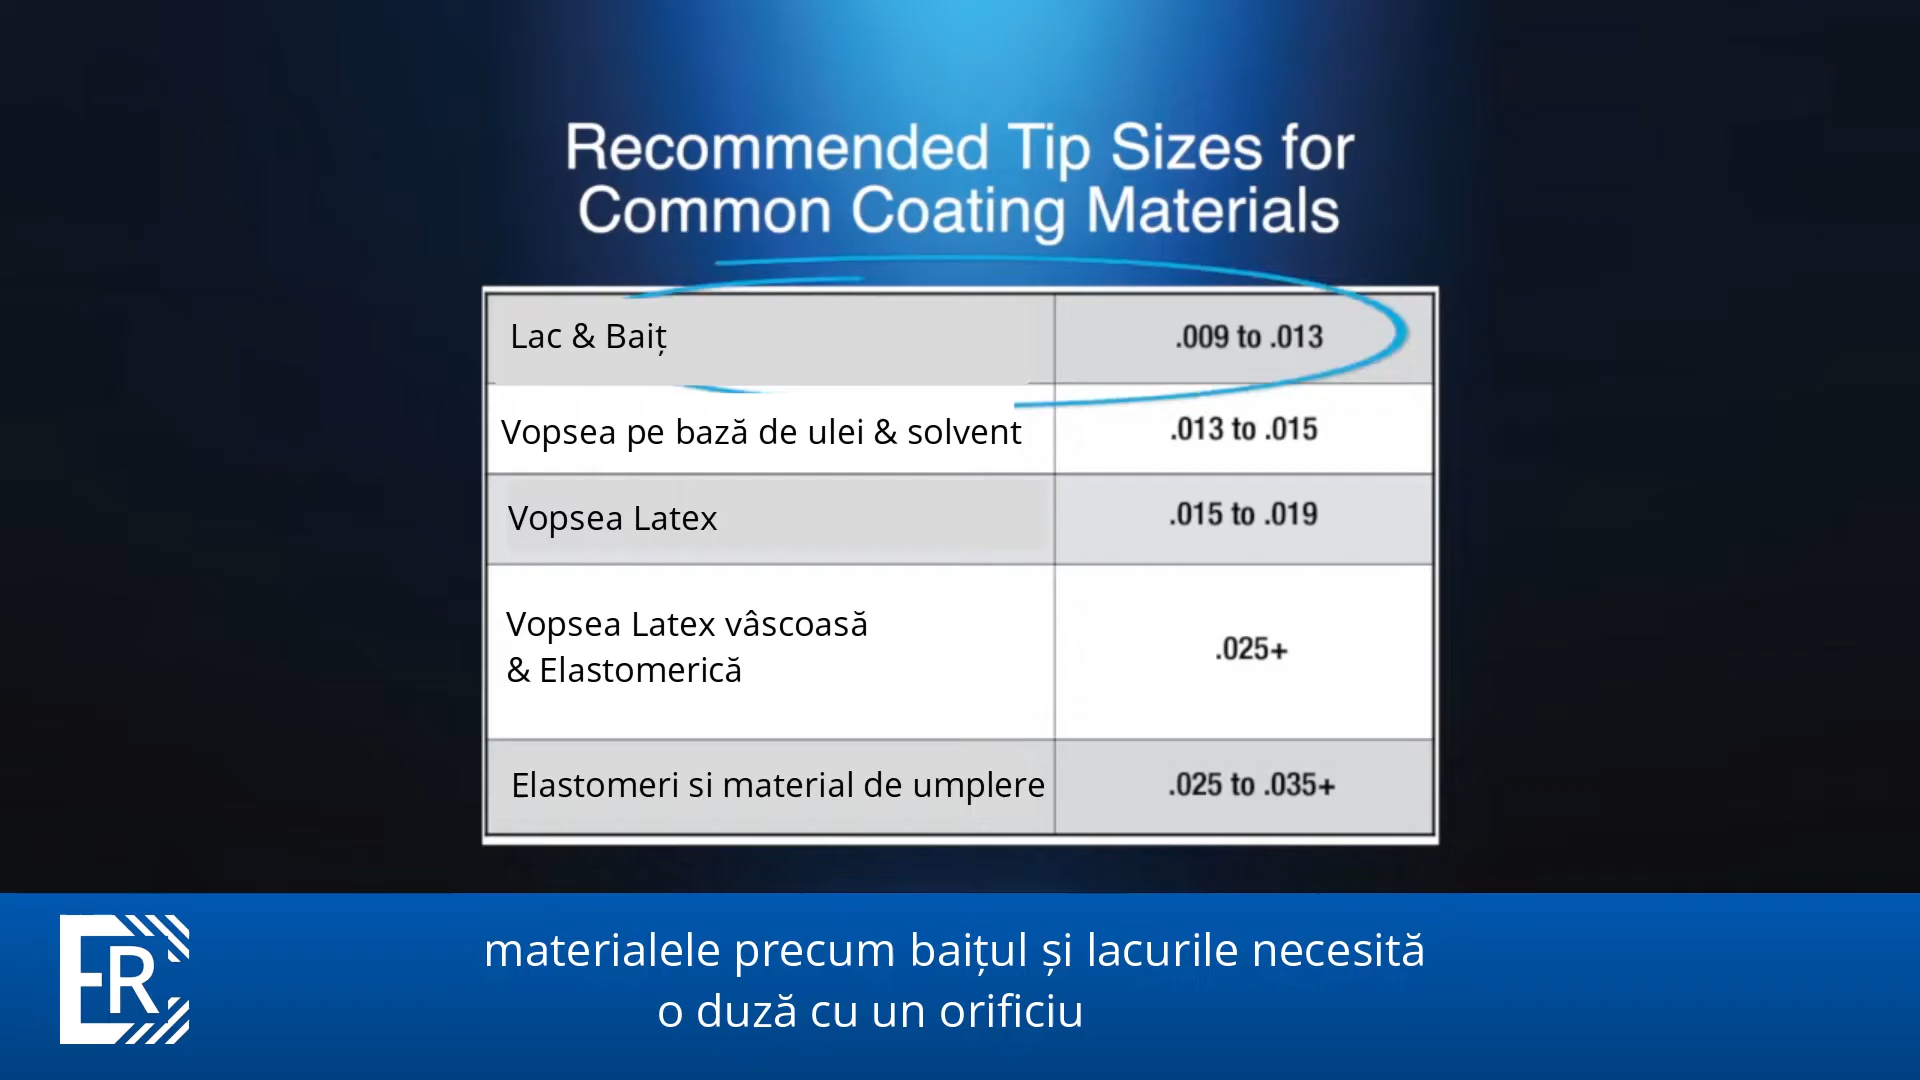 Recommended Tip Sizes for
Common Coating Materials
Lac & Baiț
.009 to .013
Vopsea pe bază de ulei & solvent
.013 to .015
Vopsea Latex
.015 to .019
Vopsea Latex vâscoasă
& Elastomerică
.025+
Elastomeri si material de umplere
.025 to .035+
ER
materialele precum baițul și lacurile necesită
o duză cu un orificiu